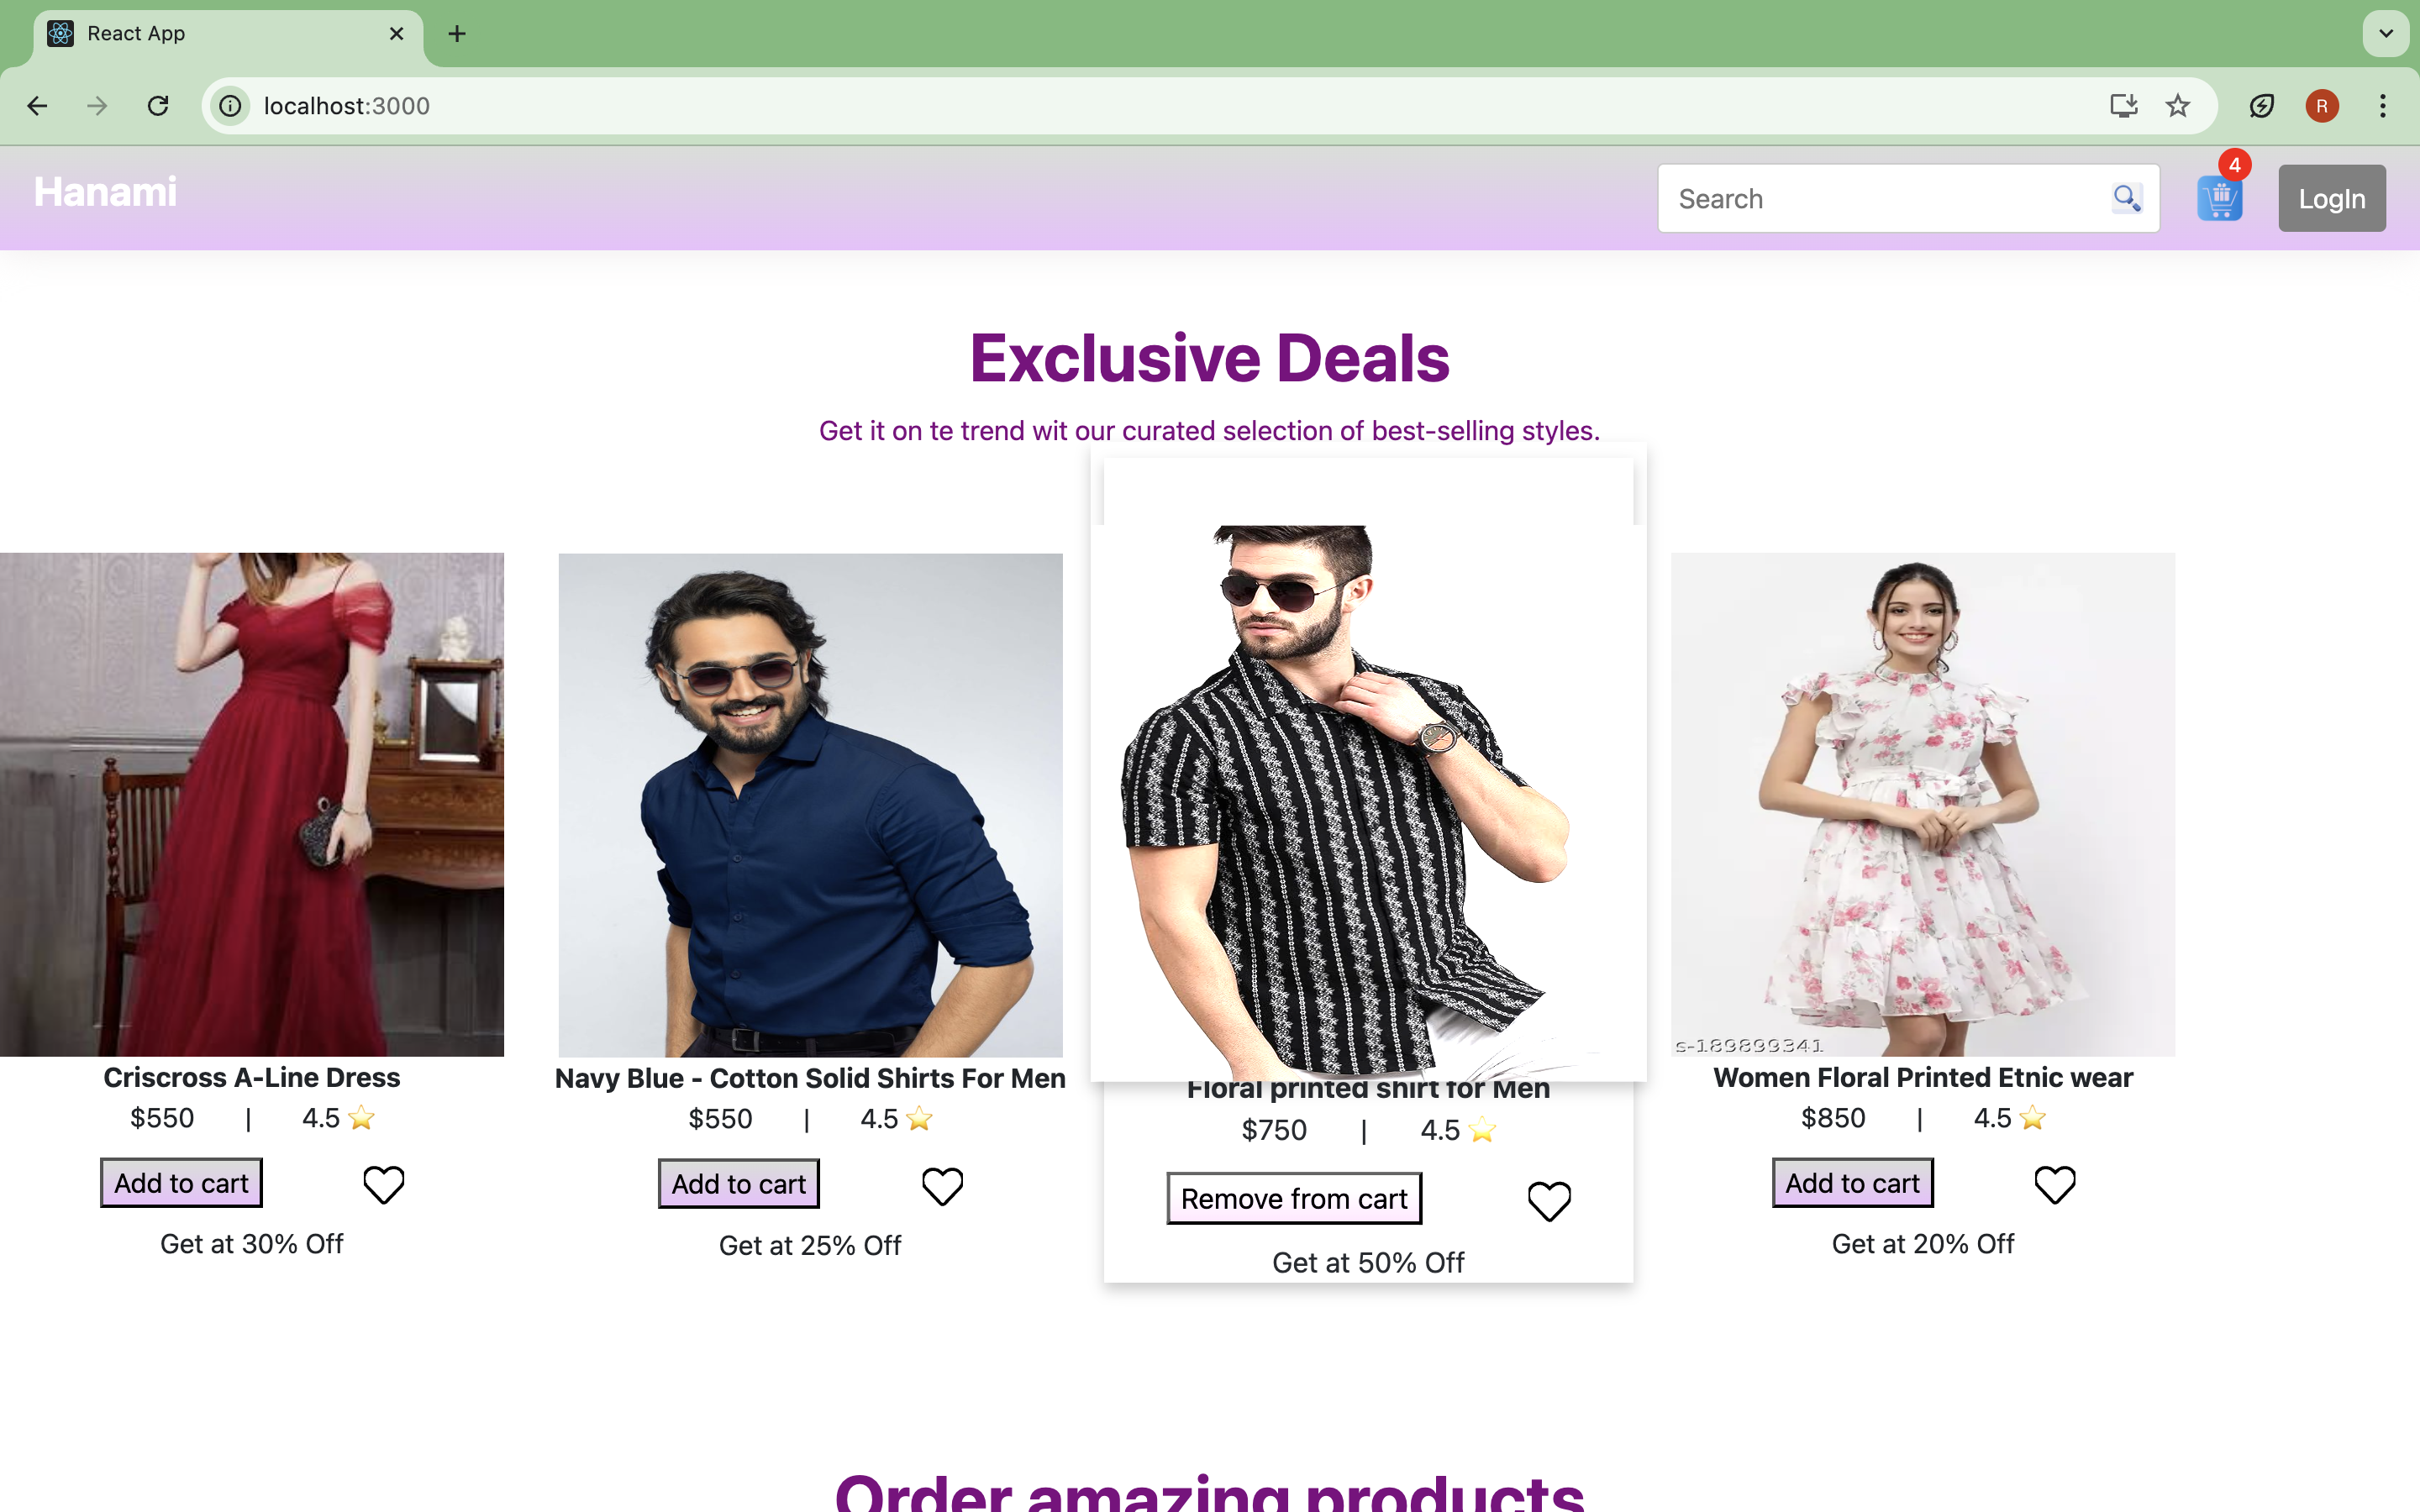 React App
localhost:3000
R
Hanami
Search
4
LogIn
Exclusive Deals
Get it on te trend wit our curated selection of best-selling styles.
s-189899341
Criscross A-Line Dress
$550 | 4.5
Add to cart
Get at 30% Off
Navy Blue - Cotton Solid Shirts For Men
$550 | 4.5
Add to cart
Get at 25% Off
Floral printed shirt for Men
$750 | 4.5
Remove from cart
Get at 50% Off
Women Floral Printed Etnic wear
$850 | 4.5
Add to cart
Get at 20% Off
Order amazing products